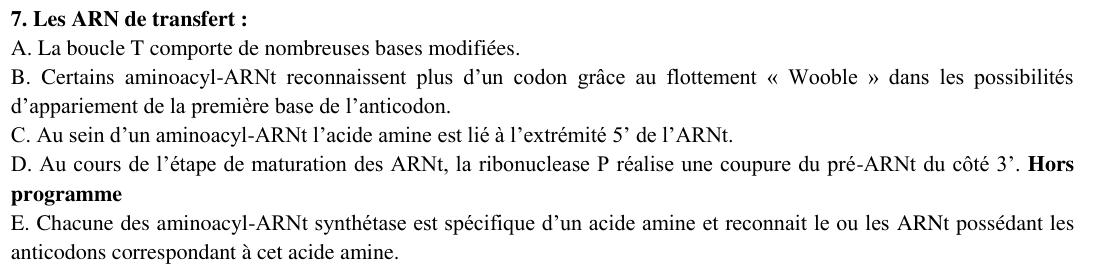 7. Les ARN de transfert :
A. La boucle T comporte de nombreuses bases modifiées.
B. Certains aminoacyl-ARNt reconnaissent plus d’un codon grâce au flottement « Wooble » dans les possibilités
d’appariement de la première base de l’anticodon.
C. Au sein d’un aminoacyl-ARNt l’acide amine est lié à l’extrémité 5’ de l’ARNt.
D. Au cours de l’étape de maturation des ARNt, la ribonuclease P réalise une coupure du pré-ARNt du côté 3’. Hors
programme
E. Chacune des aminoacyl-ARNt synthétase est spécifique d’un acide amine et reconnait le ou les ARNt possédant les
anticodons correspondant à cet acide amine.